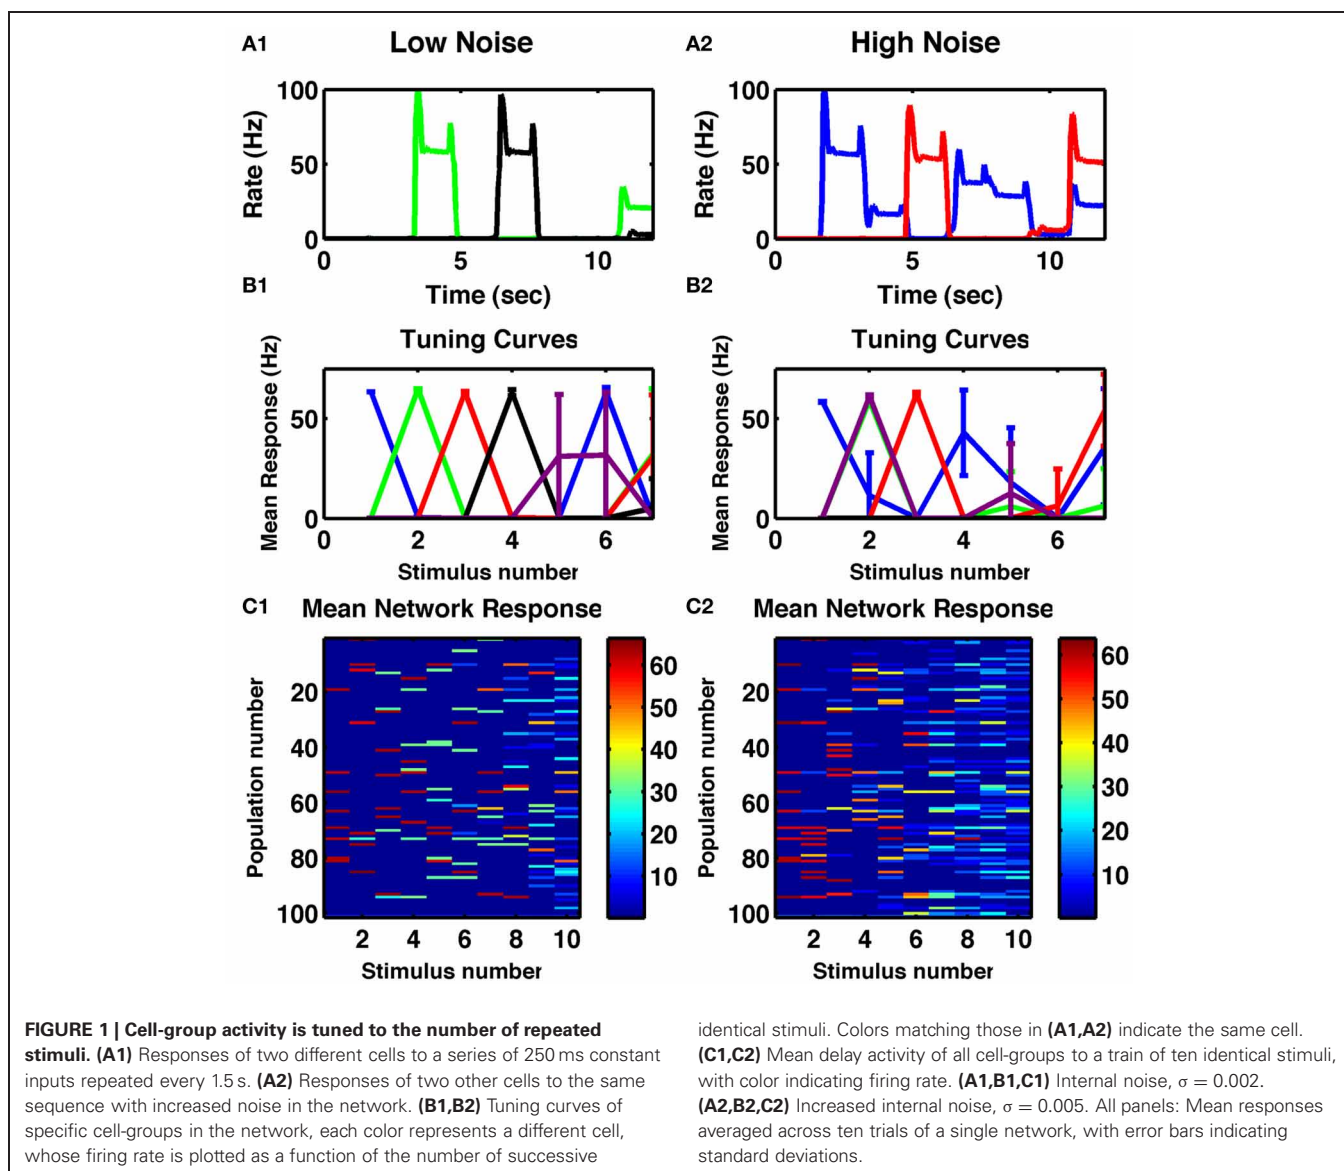 A1
Low Noise
A2
High Noise
Rate (Hz)
100
50
0
0
5
10
Time (sec)
Rate (Hz)
100
50
0
0
5
10
Time (sec)
B1
B2
Tuning Curves
Mean Response (Hz)
50
0
0
2
4
6
Stimulus number
Tuning Curves
Mean Response (Hz)
50
0
0
2
4
6
Stimulus number
C1
Mean Network Response
C2
Mean Network Response
Population number
20
40
60
80
100
2
4
6
8
10
Stimulus number
60
50
40
30
20
10
Population number
20
40
60
80
100
2
4
6
8
10
Stimulus number
60
50
40
30
20
10
FIGURE 1 | Cell-group activity is tuned to the number of repeated
stimuli. (A1) Responses of two different cells to a series of 250 ms constant
inputs repeated every 1.5 s. (A2) Responses of two other cells to the same
sequence with increased noise in the network. (B1,B2) Tuning curves of
specific cell-groups in the network, each color represents a different cell,
whose firing rate is plotted as a function of the number of successive
identical stimuli. Colors matching those in (A1,A2) indicate the same cell.
(C1,C2) Mean delay activity of all cell-groups to a train of ten identical stimuli,
with color indicating firing rate. (A1,B1,C1) Internal noise, σ = 0.002.
(A2,B2,C2) Increased internal noise, σ = 0.005. All panels: Mean responses
averaged across ten trials of a single network, with error bars indicating
standard deviations.